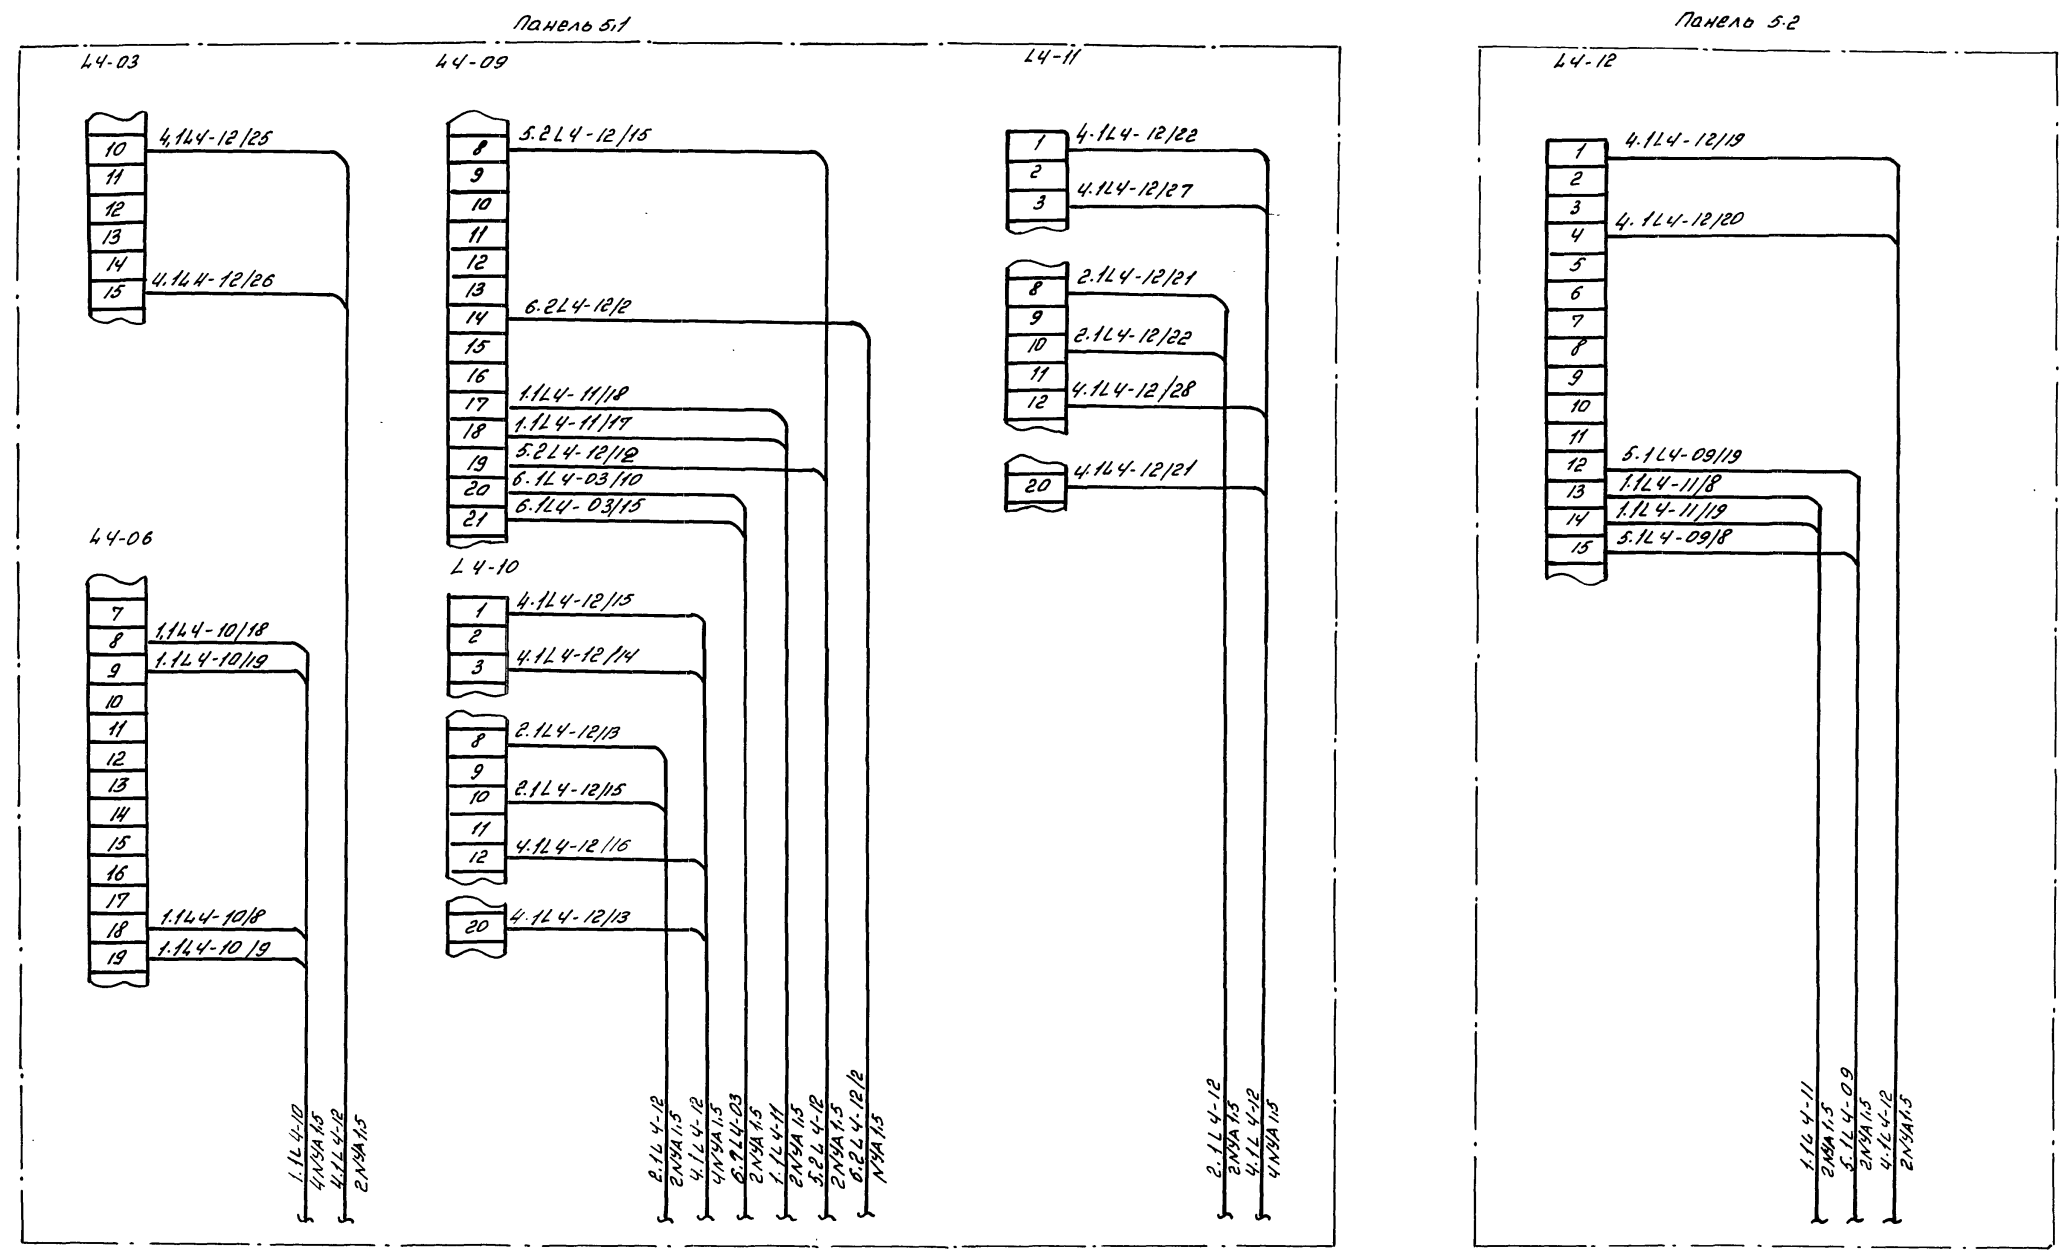 Панель 5,1
L4-03
10 4,1L4-12/25
11
12
13
14
15 4.1L4-12/26
L4-06
7
8 1,1L4-10/18
9 1.1L4-10/19
10
11
12
13
14
15
16
17
18 1.1L4-10/8
19 1.1L4-10/9
1.1L4-10
4NYA1.5
4.1L4-12
2NYA1.5
L4-09
8 5.2L4-12/15
9
10
11
12
13
14 6.2L4-12/2
15
16
17 1.1L4-11/18
18 1.1L4-11/17
19 5.2L4-12/12
20 6.1L4-03/10
21 6.1L4-03/15
L4-10
1 4.1L4-12/15
2
3 4.1L4-12/14
8 2.1L4-12/13
9
10 2.1L4-12/15
11
12 4.1L4-12/16
20 4.1L4-12/13
2.1L4-12
2NYA1.5
4.1L4-12
4NYA1.5
6.1L4-03
2NYA1.5
1.1L4-11
2NYA1.5
5.2L4-12
2NYA1.5
6.2L4-12/2
NYA1.5
L4-11
1 4.1L4-12/22
2
3 4.1L4-12/27
8 2.1L4-12/21
9
10 2.1L4-12/22
11
12 4.1L4-12/28
20 4.1L4-12/21
2.1L4-12
2NYA1.5
4.1L4-12
4NYA1.5
Панель 5.2
L4-12
1 4.1L4-12/19
2
3
4 4.1L4-12/20
5
6
7
8
9
10
11
12 5.1L4-09/19
13 1.1L4-11/8
14 1.1L4-11/19
15 5.1L4-09/8
1.1L4-11
2NYA1.5
5.1L4-09
2NYA1.5
4.1L4-12
2NYA1.5